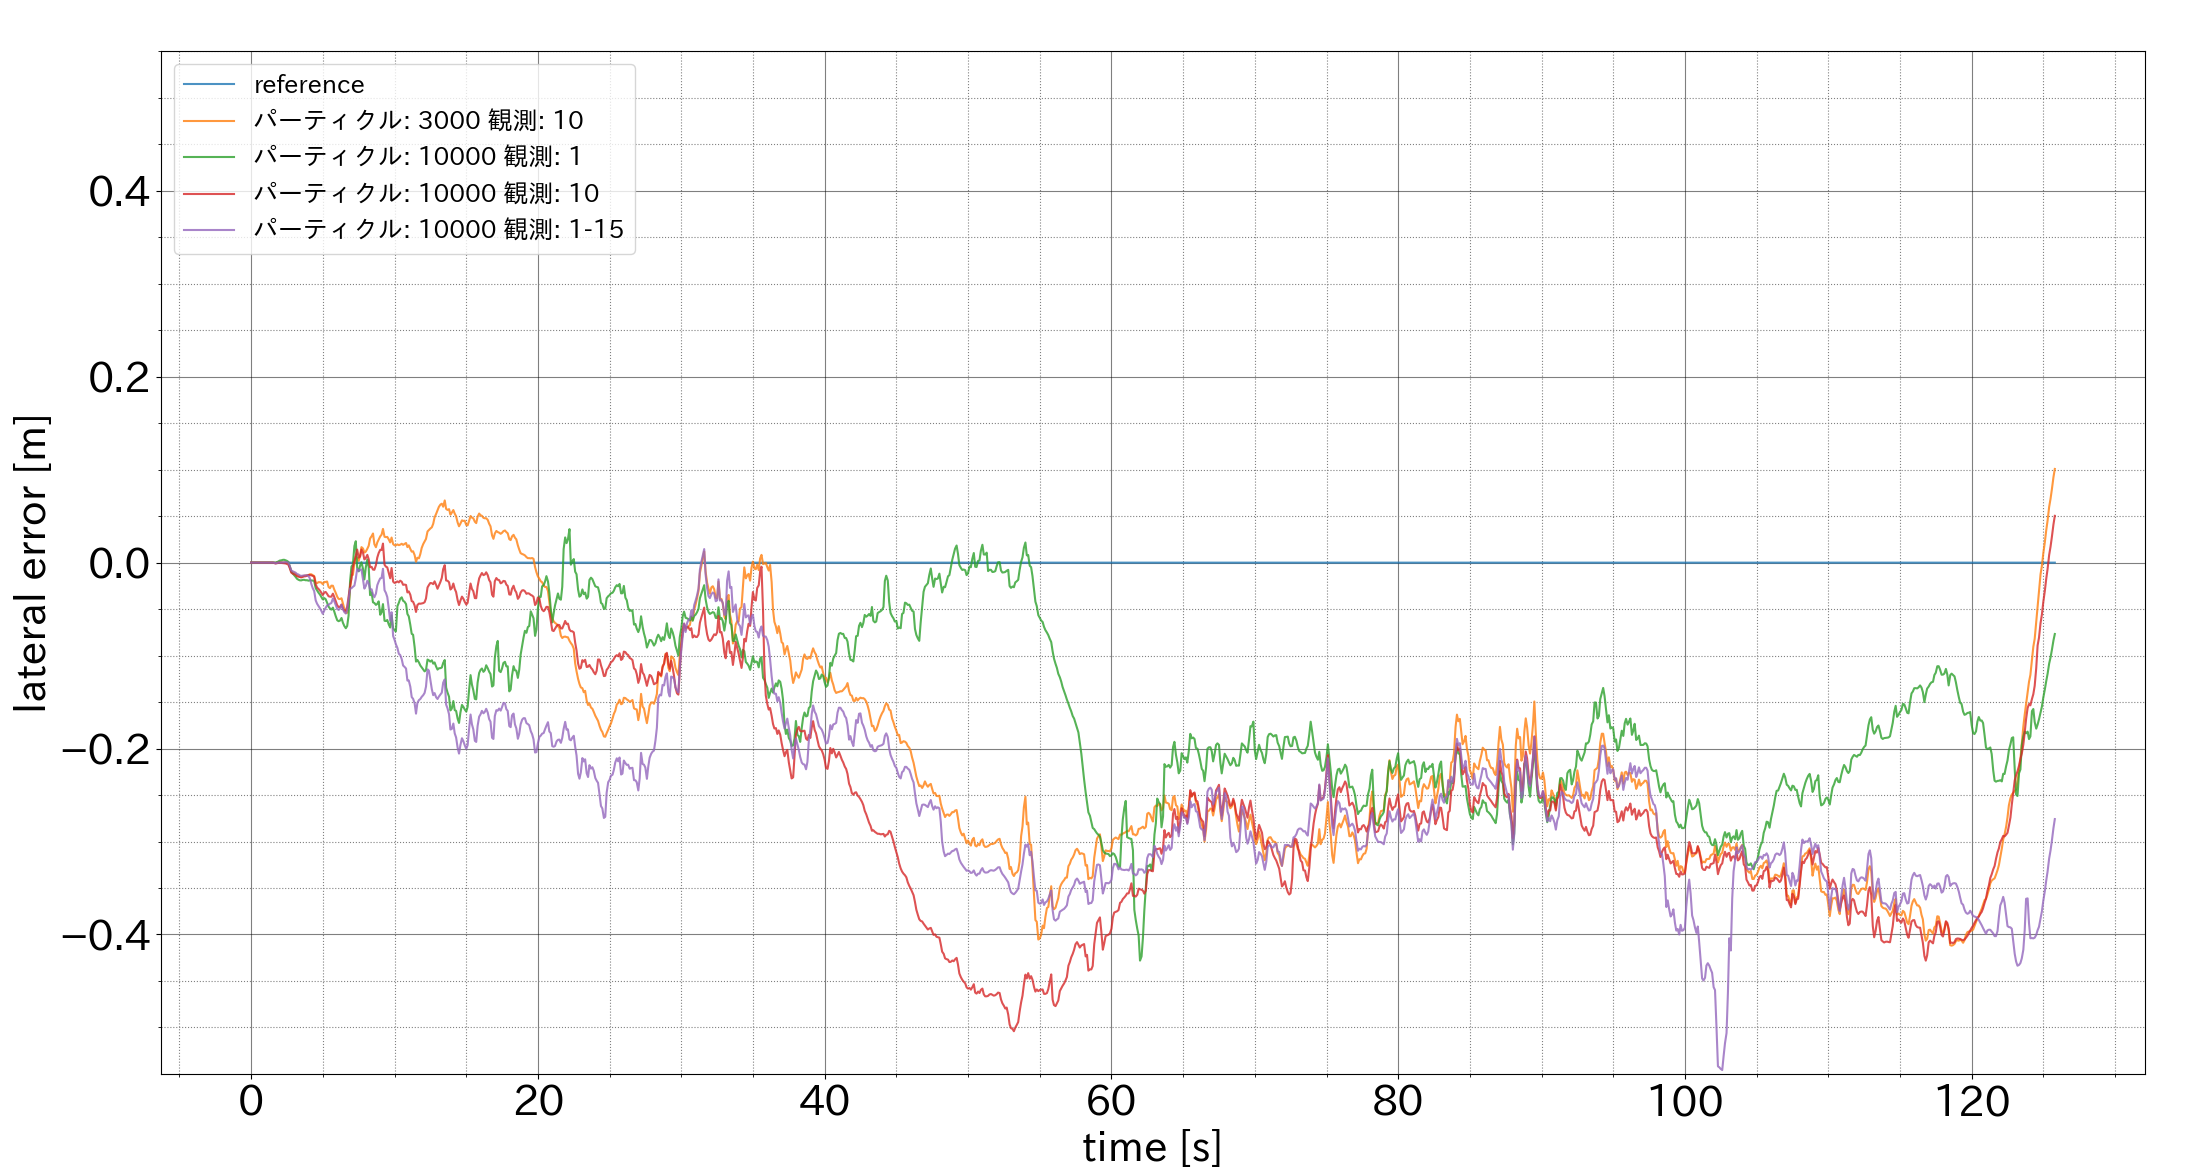 reference
パーティクル: 3000 観測: 10
パーティクル: 10000 観測: 1
パーティクル: 10000 観測: 10
パーティクル: 10000 観測: 1-15
lateral error [m]
0.4
0.2
0.0
−0.2
−0.4
0 20 40 60 80 100 120
time [s]